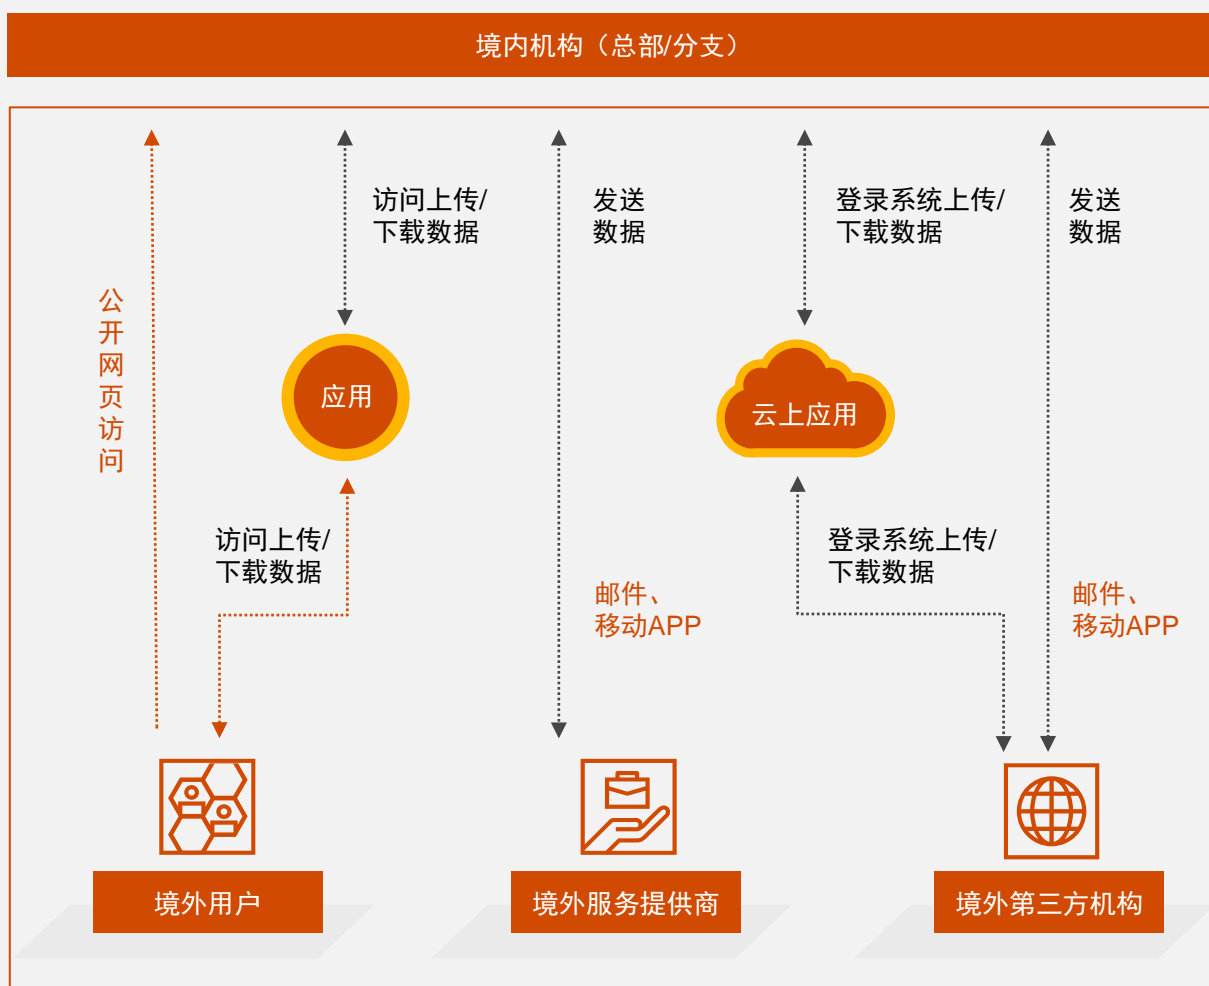 境内机构（总部/分支）
访问上传/
下载数据
发送
数据
登录系统上传/
下载数据
发送
数据
公
开
网
页
访
问
应用
云上应用
访问上传/
下载数据
登录系统上传/
下载数据
邮件、
移动APP
邮件、
移动APP
境外用户
境外服务提供商
境外第三方机构